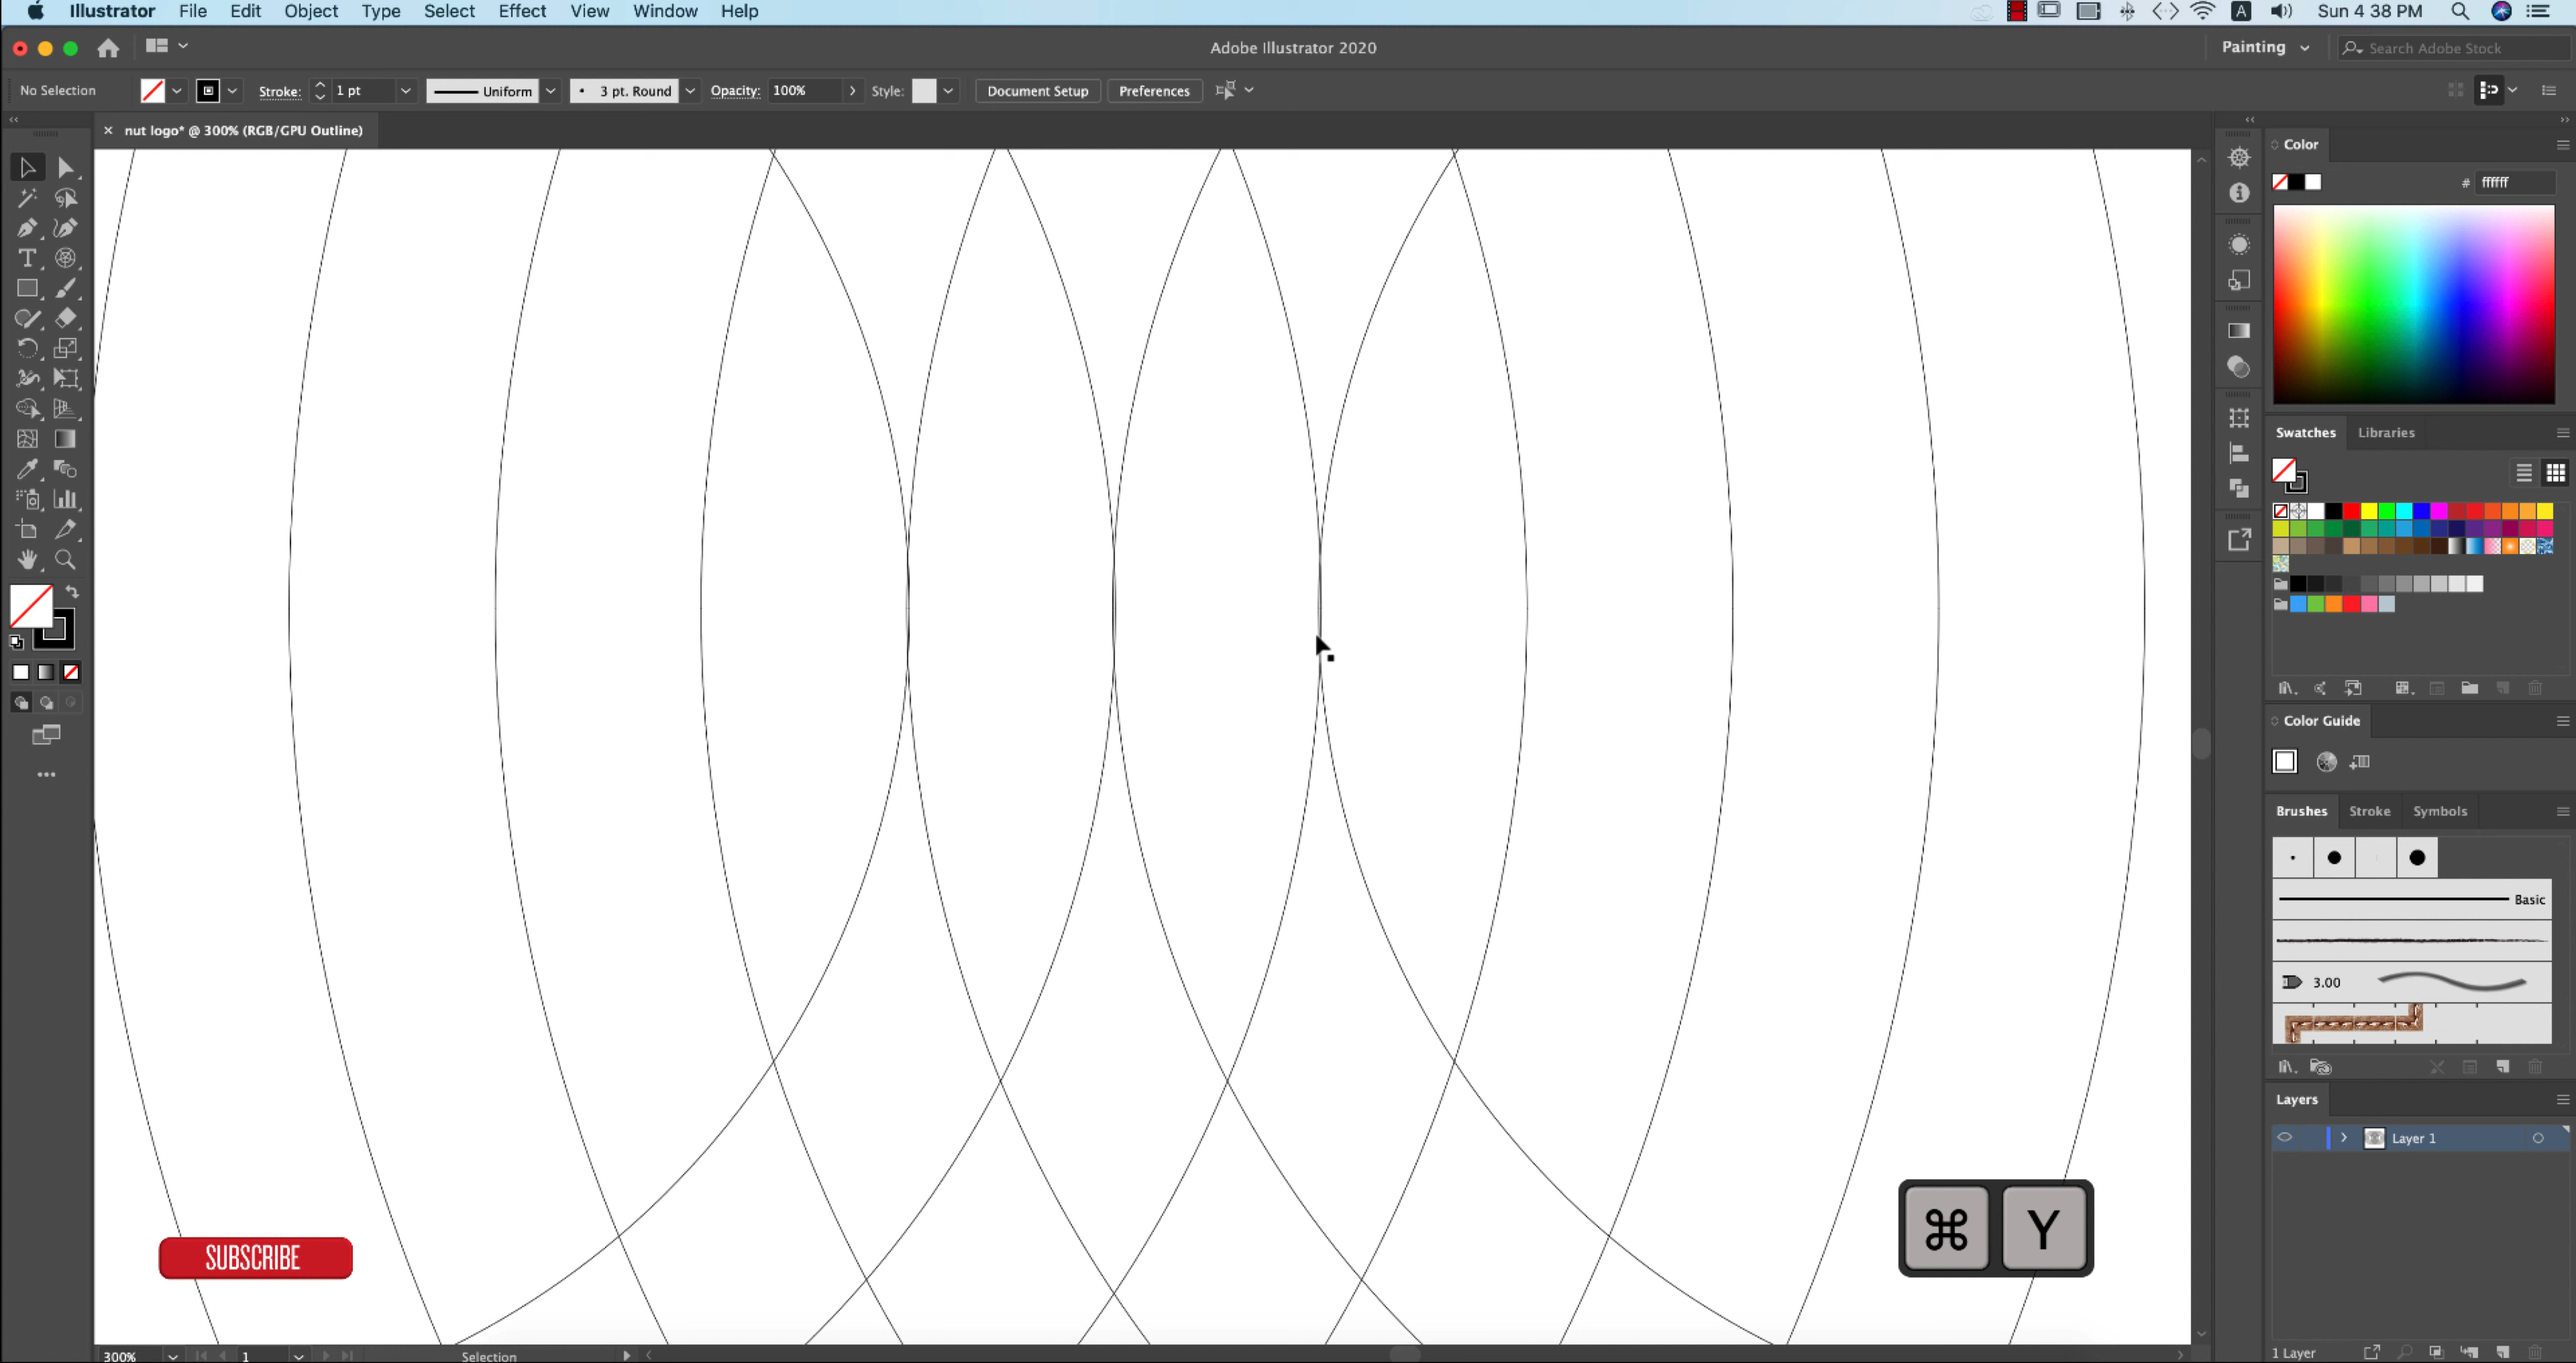 Illustrator File Edit Object Type Select Effect View Window Help
A Sun 4 38 PM
Adobe Illustrator 2020
Painting
Search Adobe Stock
No Selection
Stroke: 1 pt
Uniform
3 pt. Round
Opacity: 100%
Style:
Document Setup
Preferences
× nut logo* @ 300% (RGB/GPU Outline)
Color
# ffffff
Swatches Libraries
Color Guide
Brushes Stroke Symbols
Basic
3.00
Layers
Layer 1
⌘ Y
SUBSCRIBE
300%
1
Selection
1 Layer